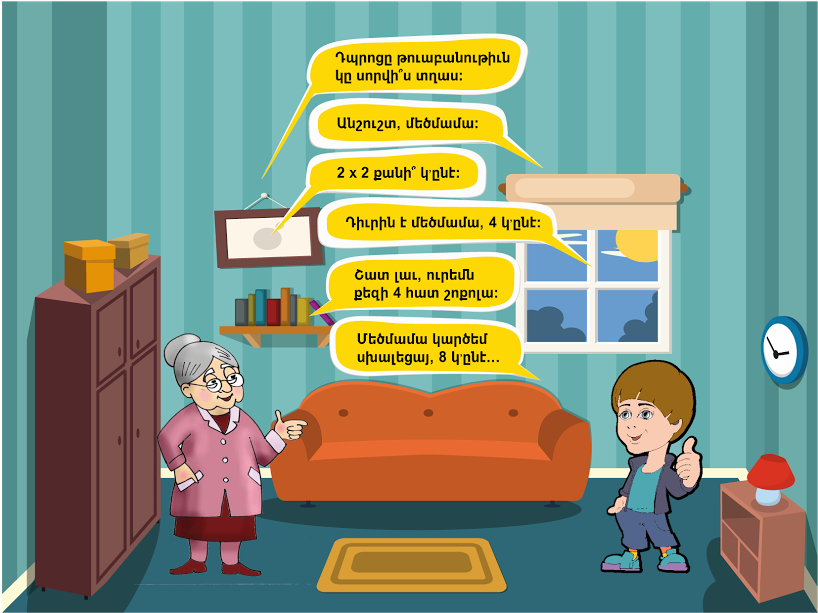 Դպրոցը թուաբանութիւն
կը սորվի՞ս տղաս:
Անշուշտ, մեծմամա:
2 x 2 քանի՞ կ՛ընէ:
Դիւրին է մեծմամա, 4 կ՛ընէ:
Շատ լաւ, ուրեմն
քեզի 4 հատ շոքոլա:
Մեծմամա կարծեմ
սխալեցայ, 8 կ՛ընէ...